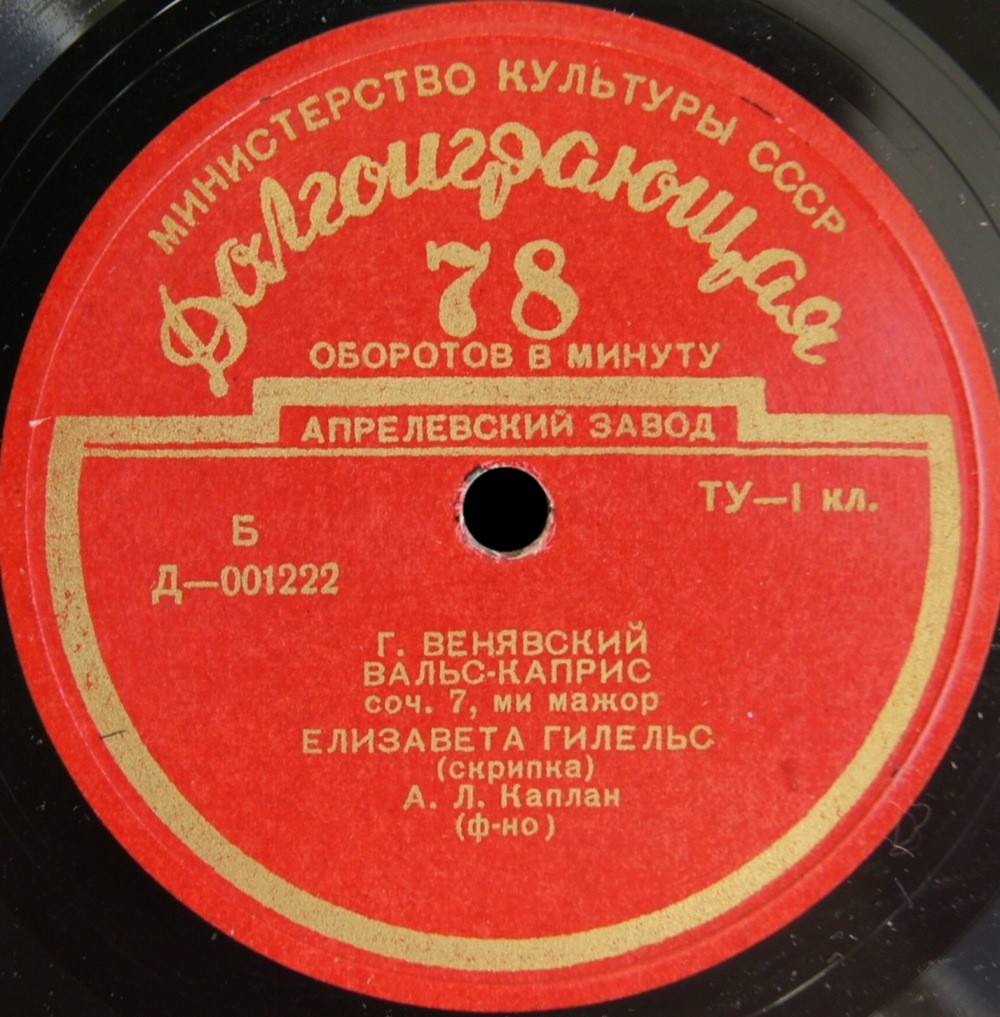 МИНИСТЕРСТВО КУЛЬТУРЫ СССР
Долгоиграющая
78
ОБОРОТОВ В МИНУТУ
АПРЕЛЕВСКИЙ ЗАВОД
ТУ—1 кл.
Б
Д—001222
Г. ВЕНЯВСКИЙ
ВАЛЬС-КАПРИС
соч. 7, ми мажор
ЕЛИЗАВЕТА ГИЛЕЛЬС
(скрипка)
А. Л. Каплан
(ф-но)